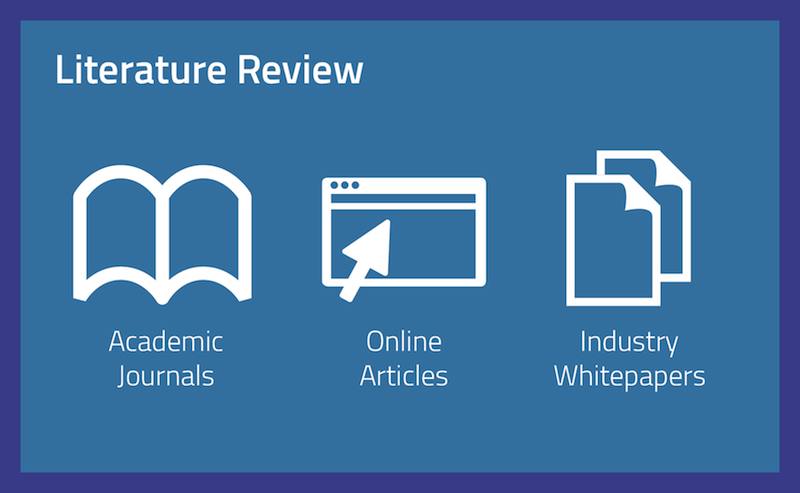 Literature Review
Academic
Journals
Online
Articles
Industry
Whitepapers